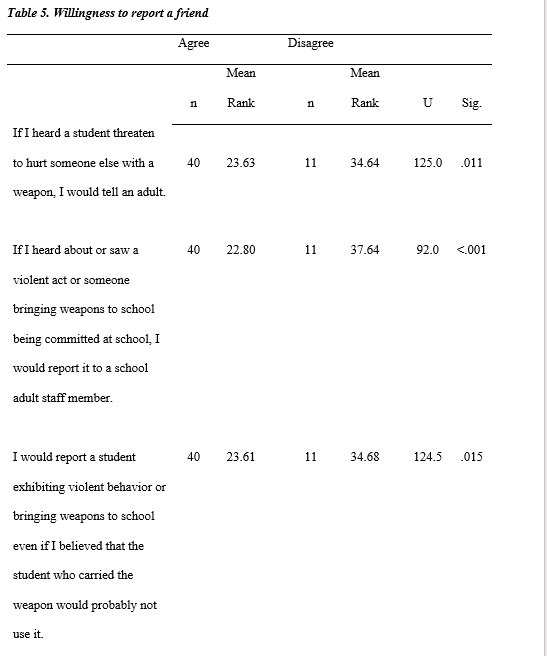 Table 5. Willingness to report a friend
Agree Disagree
Mean Mean
n Rank n Rank U Sig.
If I heard a student threaten
to hurt someone else with a 40 23.63 11 34.64 125.0 .011
weapon, I would tell an adult.
If I heard about or saw a 40 22.80 11 37.64 92.0 <.001
violent act or someone
bringing weapons to school
being committed at school, I
would report it to a school
adult staff member.
I would report a student 40 23.61 11 34.68 124.5 .015
exhibiting violent behavior or
bringing weapons to school
even if I believed that the
student who carried the
weapon would probably not
use it.